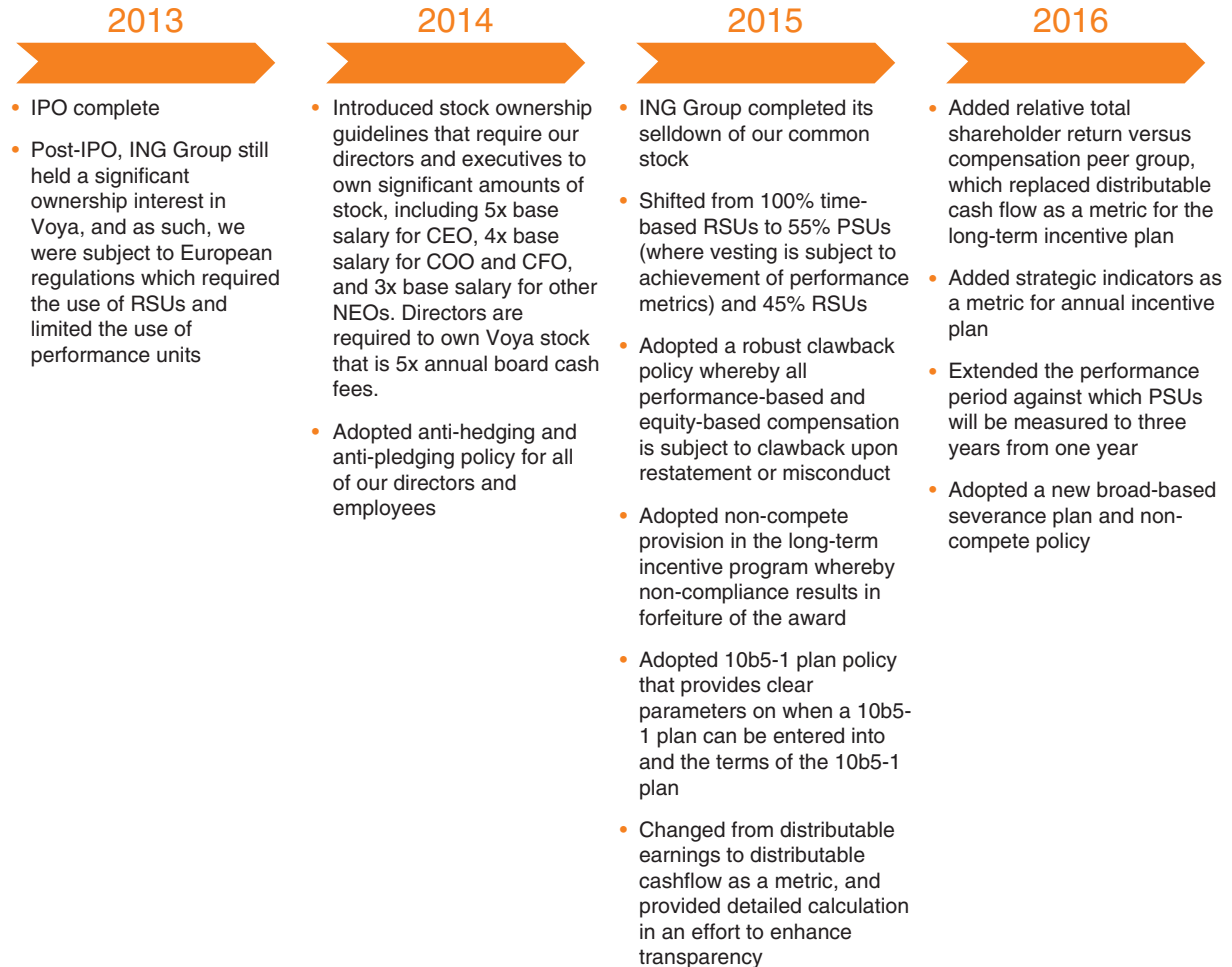 2013
• IPO complete
• Post-IPO, ING Group still
held a significant
ownership interest in
Voya, and as such, we
were subject to European
regulations which required
the use of RSUs and
limited the use of
performance units
2014
• Introduced stock ownership
guidelines that require our
directors and executives to
own significant amounts of
stock, including 5x base
salary for CEO, 4x base
salary for COO and CFO,
and 3x base salary for other
NEOs. Directors are
required to own Voya stock
that is 5x annual board cash
fees.
• Adopted anti-hedging and
anti-pledging policy for all
of our directors and
employees
2015
• ING Group completed its
selldown of our common
stock
• Shifted from 100% time-
based RSUs to 55% PSUs
(where vesting is subject to
achievement of performance
metrics) and 45% RSUs
• Adopted a robust clawback
policy whereby all
performance-based and
equity-based compensation
is subject to clawback upon
restatement or misconduct
• Adopted non-compete
provision in the long-term
incentive program whereby
non-compliance results in
forfeiture of the award
• Adopted 10b5-1 plan policy
that provides clear
parameters on when a 10b5-
1 plan can be entered into
and the terms of the 10b5-1
plan
• Changed from distributable
earnings to distributable
cashflow as a metric, and
provided detailed calculation
in an effort to enhance
transparency
2016
• Added relative total
shareholder return versus
compensation peer group,
which replaced distributable
cash flow as a metric for the
long-term incentive plan
• Added strategic indicators as
a metric for annual incentive
plan
• Extended the performance
period against which PSUs
will be measured to three
years from one year
• Adopted a new broad-based
severance plan and non-
compete policy